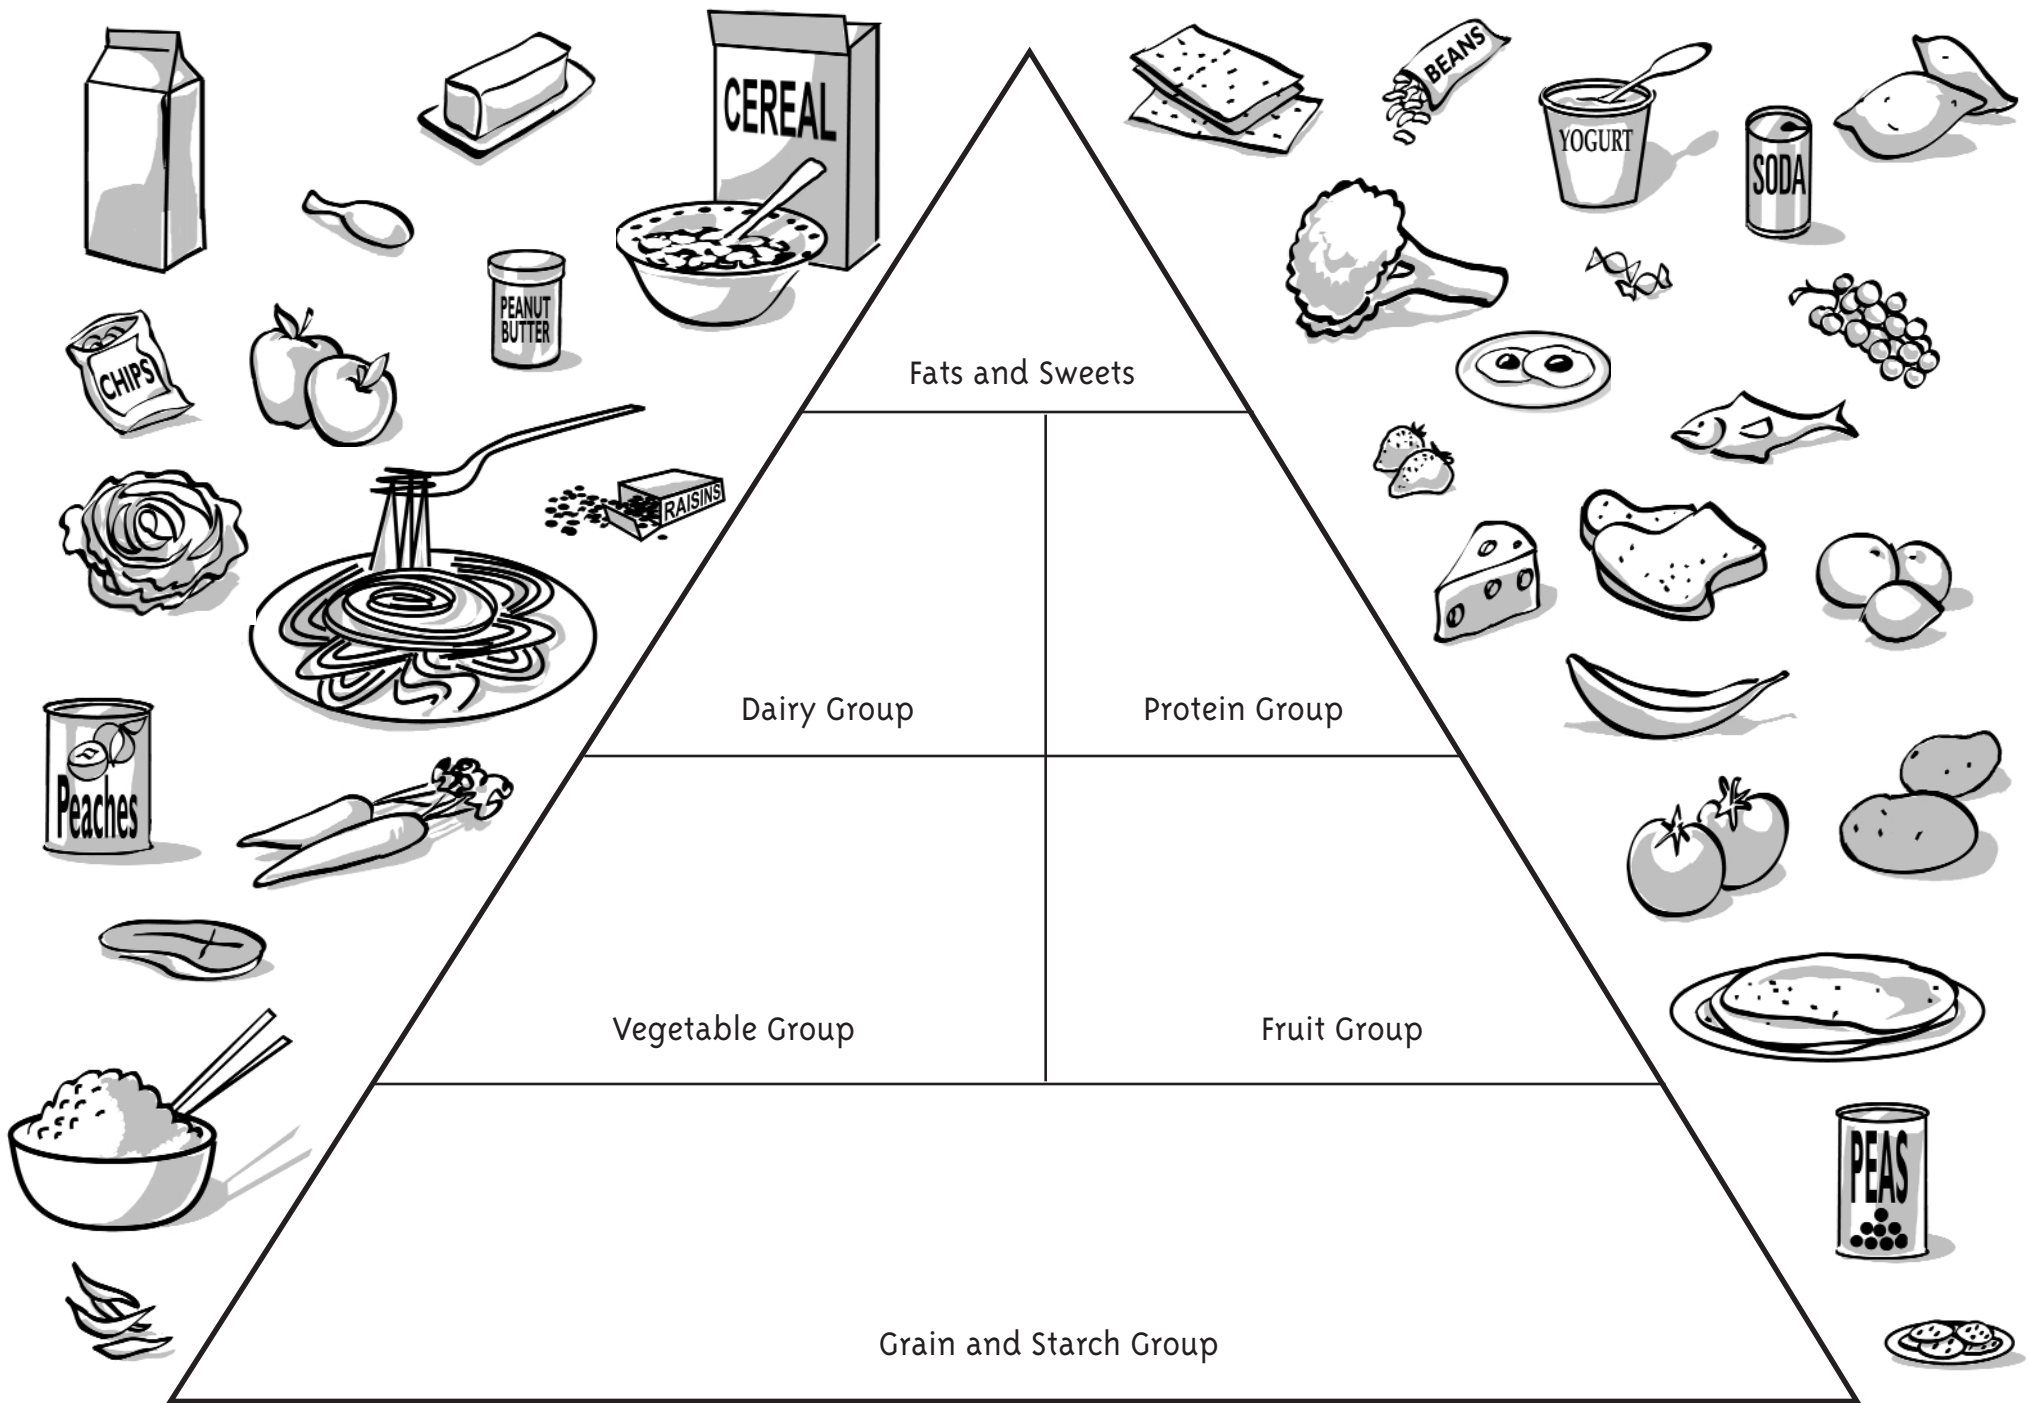 CEREAL
BEANS
YOGURT
SODA
PEANUT
BUTTER
CHIPS
Fats and Sweets
RAISINS
Dairy Group
Protein Group
Peaches
Vegetable Group
Fruit Group
PEAS
Grain and Starch Group